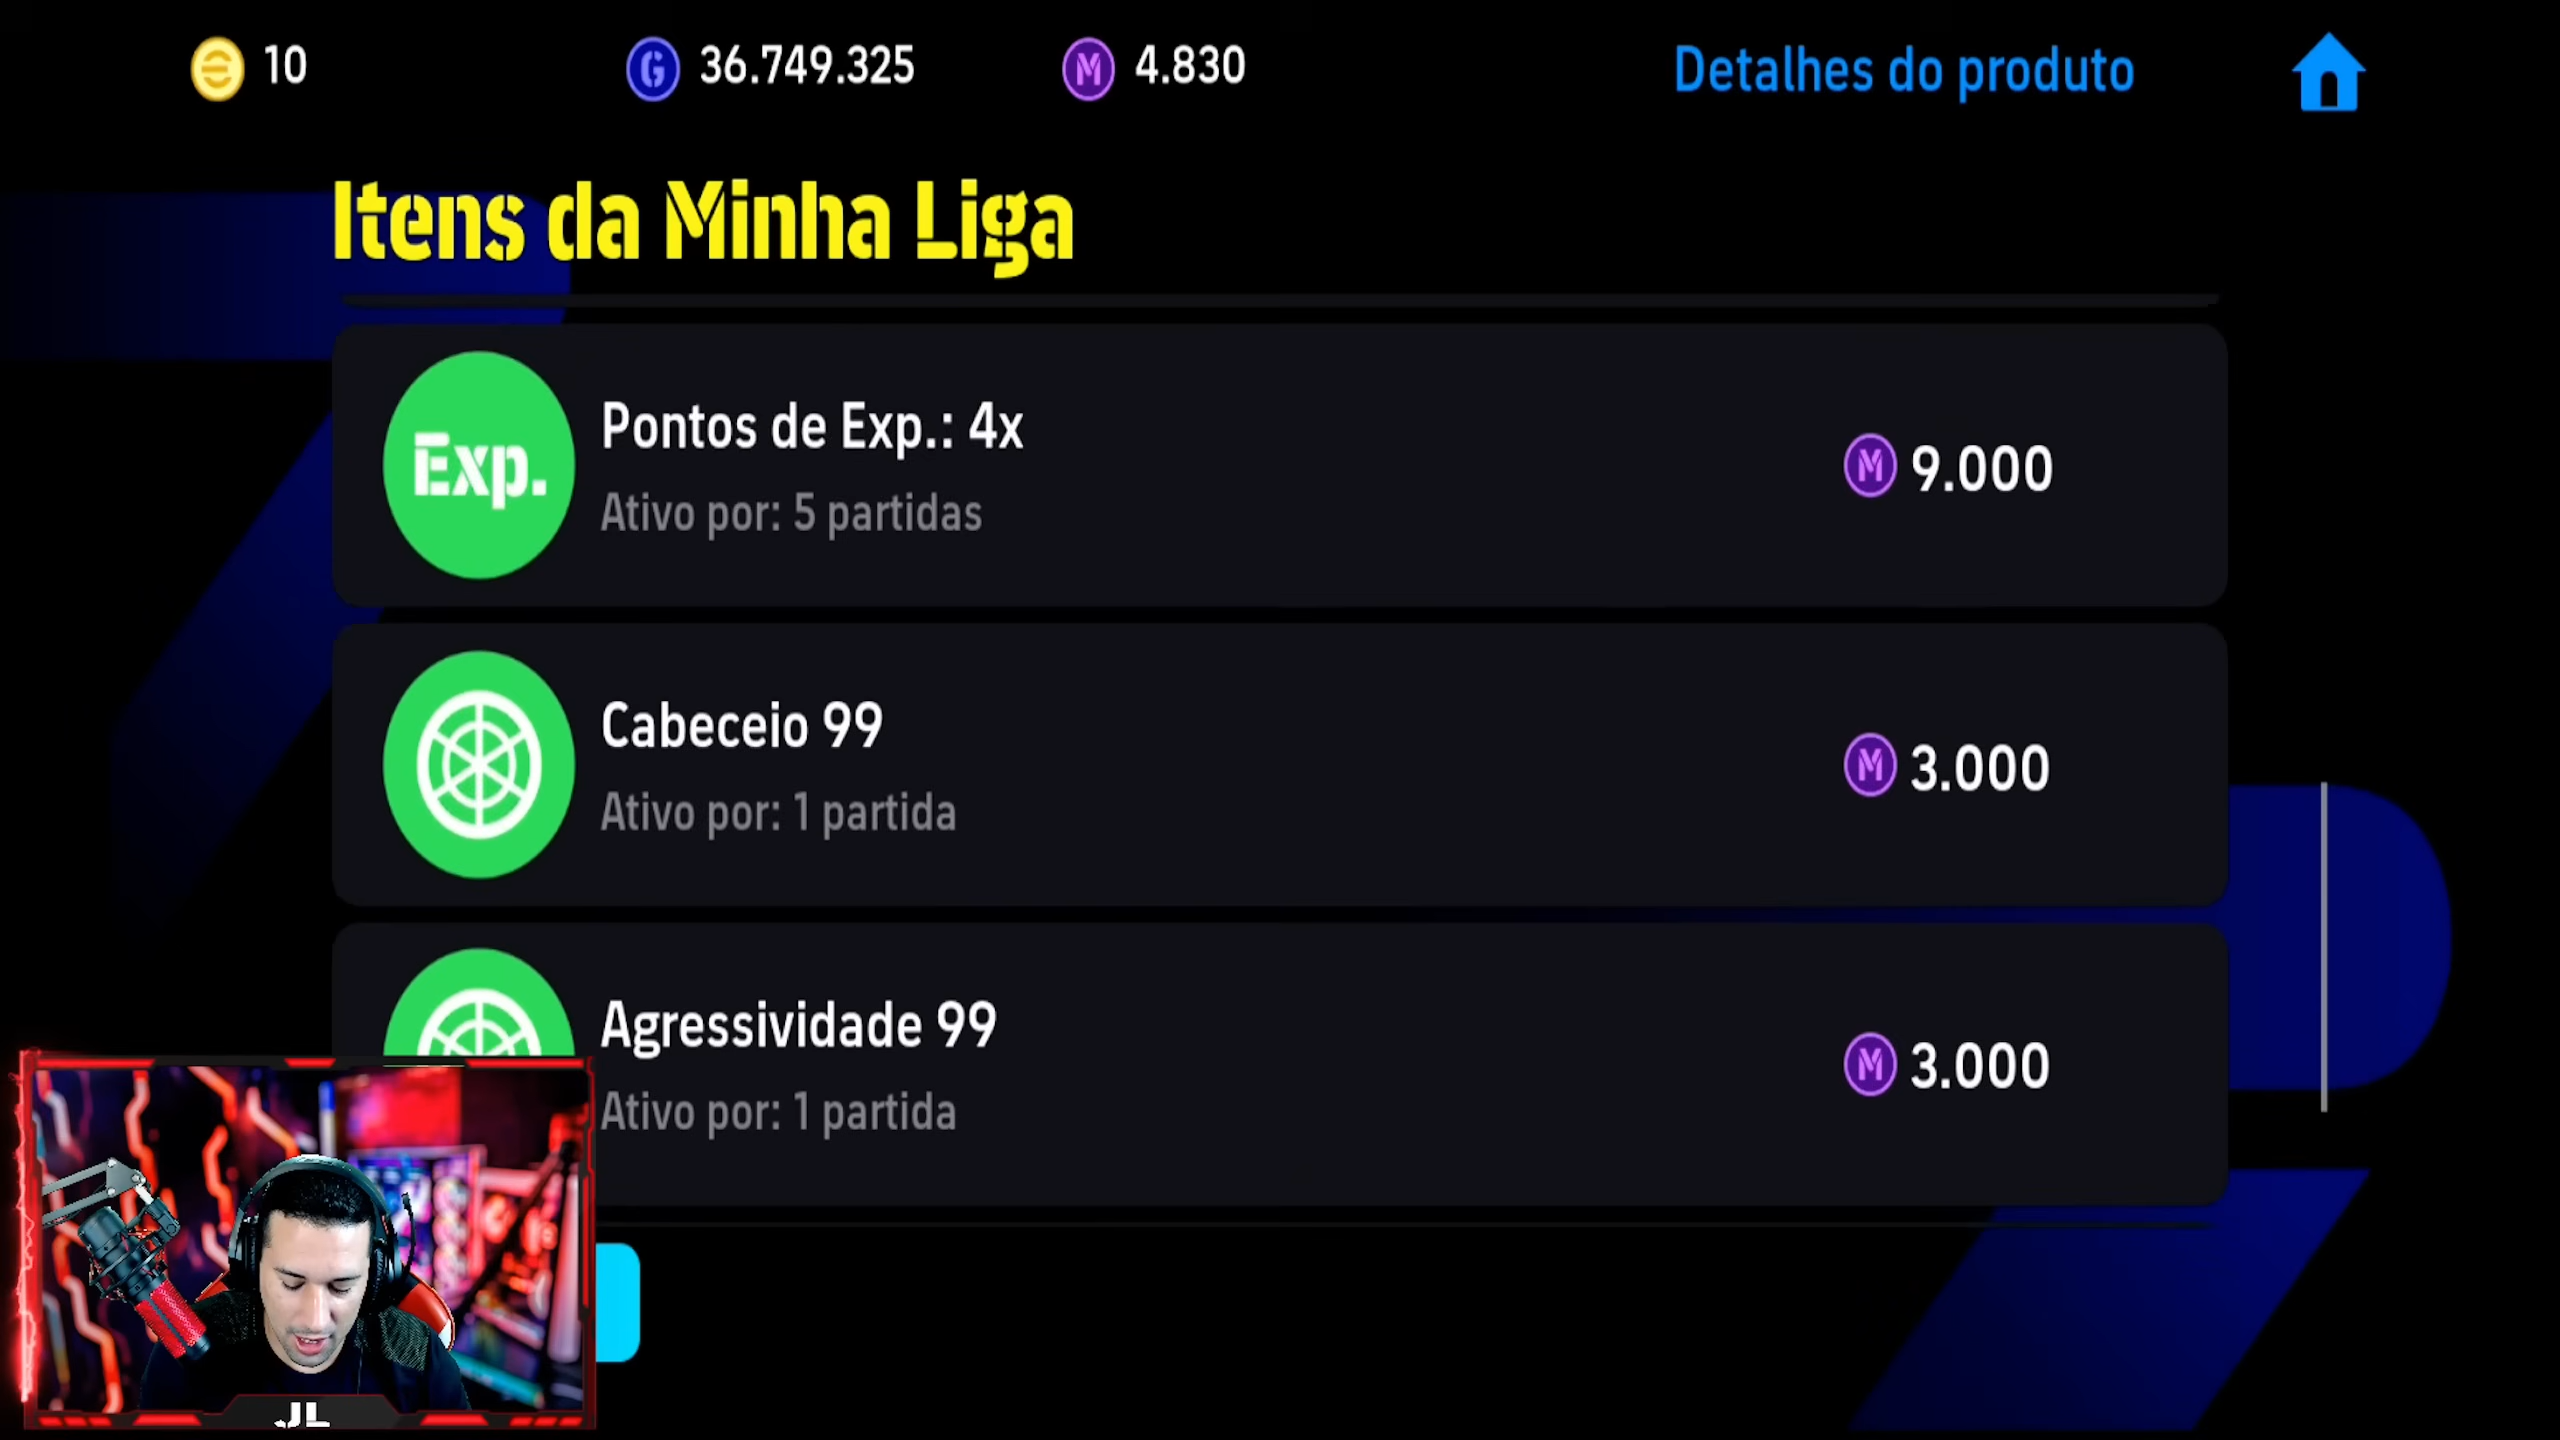 10
G 36.749.325
M 4.830
Detalhes do produto
Itens da Minha Liga
Exp.
Pontos de Exp.: 4x
Ativo por: 5 partidas
M 9.000
Cabeceio 99
Ativo por: 1 partida
M 3.000
Agressividade 99
Ativo por: 1 partida
M 3.000
JL